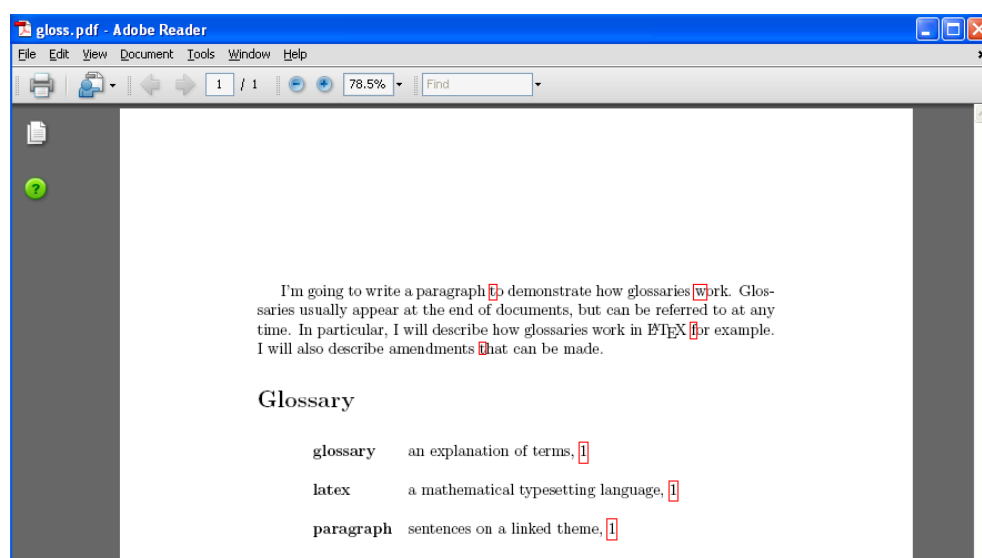 gloss.pdf - Adobe Reader
File Edit View Document Tools Window Help
1 / 1 78.5% Find
I'm going to write a paragraph to demonstrate how glossaries work. Glos-
saries usually appear at the end of documents, but can be referred to at any
time. In particular, I will describe how glossaries work in LATEX for example.
I will also describe amendments that can be made.
Glossary
glossary an explanation of terms, 1
latex a mathematical typesetting language, 1
paragraph sentences on a linked theme, 1